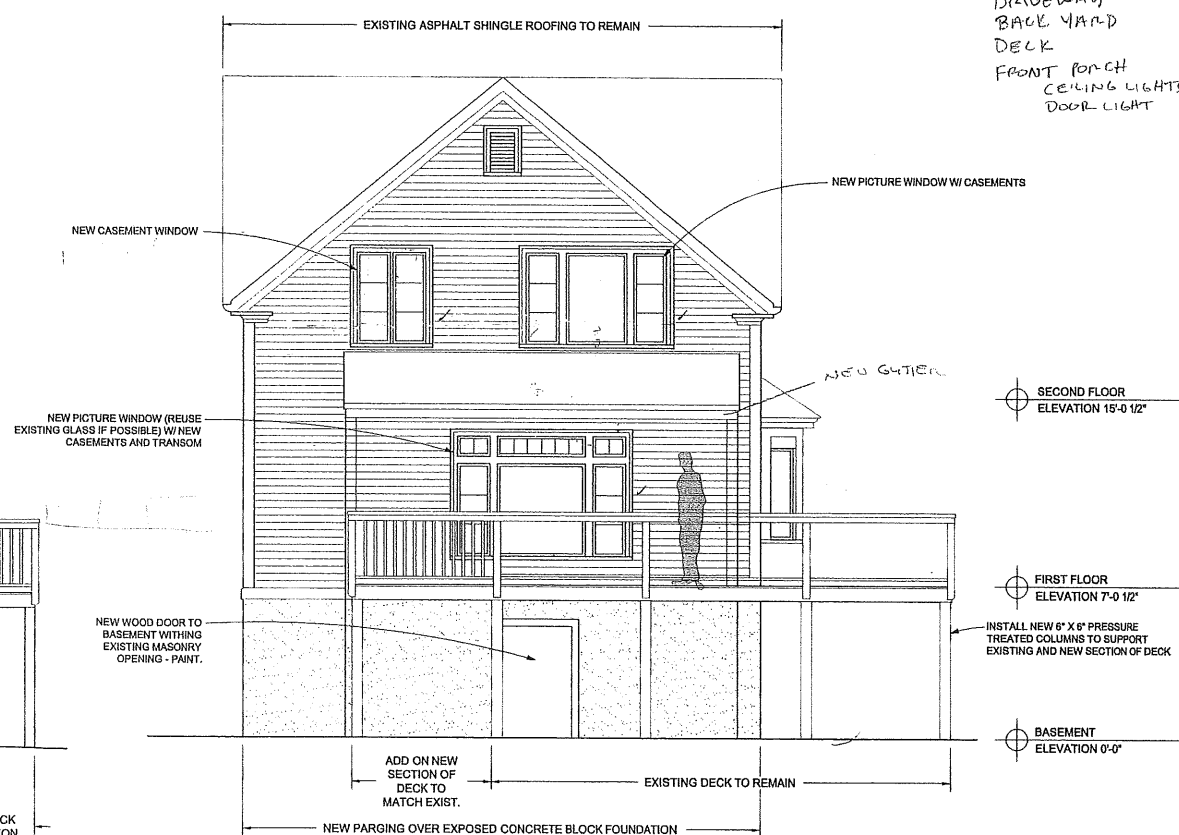 EXISTING ASPHALT SHINGLE ROOFING TO REMAIN
DRIVEWAY
BACK YARD
DECK
FRONT PORCH
CEILING LIGHTS
DOOR LIGHT
NEW PICTURE WINDOW W/ CASEMENTS
NEW CASEMENT WINDOW
NEW GUTTER
SECOND FLOOR
ELEVATION 15'-0 1/2"
NEW PICTURE WINDOW (REUSE
EXISTING GLASS IF POSSIBLE) W/ NEW
CASEMENTS AND TRANSOM
FIRST FLOOR
ELEVATION 7'-0 1/2"
NEW WOOD DOOR TO
BASEMENT WITHING
EXISTING MASONRY
OPENING - PAINT.
INSTALL NEW 6" X 6" PRESSURE
TREATED COLUMNS TO SUPPORT
EXISTING AND NEW SECTION OF DECK
BASEMENT
ELEVATION 0'-0"
ADD ON NEW
SECTION OF
DECK TO
MATCH EXIST.
EXISTING DECK TO REMAIN
NEW PARGING OVER EXPOSED CONCRETE BLOCK FOUNDATION